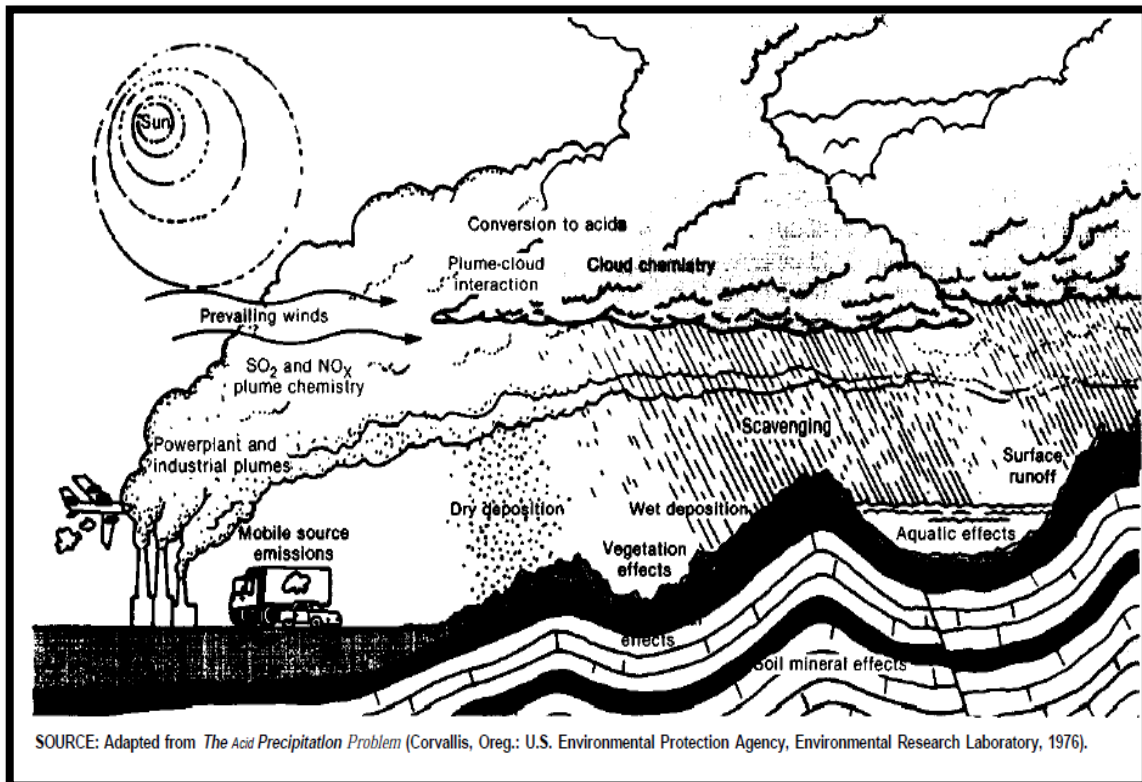 Sun
Conversion to acids
Plume-cloud
interaction
Cloud chemistry
Prevailing winds
SO₂ and NOₓ
plume chemistry
Powerplant and
industrial plumes
Scavenging
Surface
runoff
Dry deposition
Wet deposition
Mobile source
emissions
Aquatic effects
Vegetation
effects
effects
Soil mineral effects
SOURCE: Adapted from The Acid Precipitation Problem (Corvallis, Oreg.: U.S. Environmental Protection Agency, Environmental Research Laboratory, 1976).